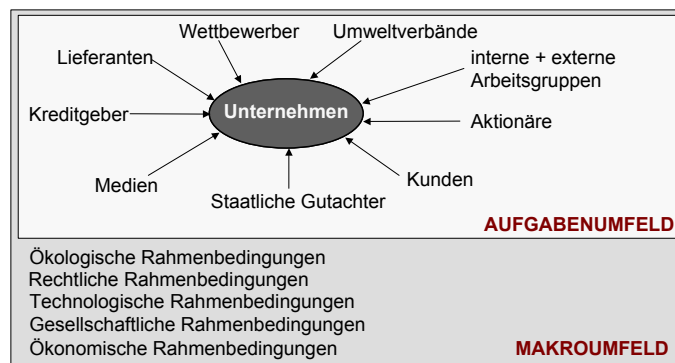 Wettbewerber
Umweltverbände
Lieferanten
interne + externe
Arbeitsgruppen
Kreditgeber
Unternehmen
Aktionäre
Medien
Staatliche Gutachter
Kunden
AUFGABENUMFELD
Ökologische Rahmenbedingungen
Rechtliche Rahmenbedingungen
Technologische Rahmenbedingungen
Gesellschaftliche Rahmenbedingungen
Ökonomische Rahmenbedingungen
MAKROUMFELD